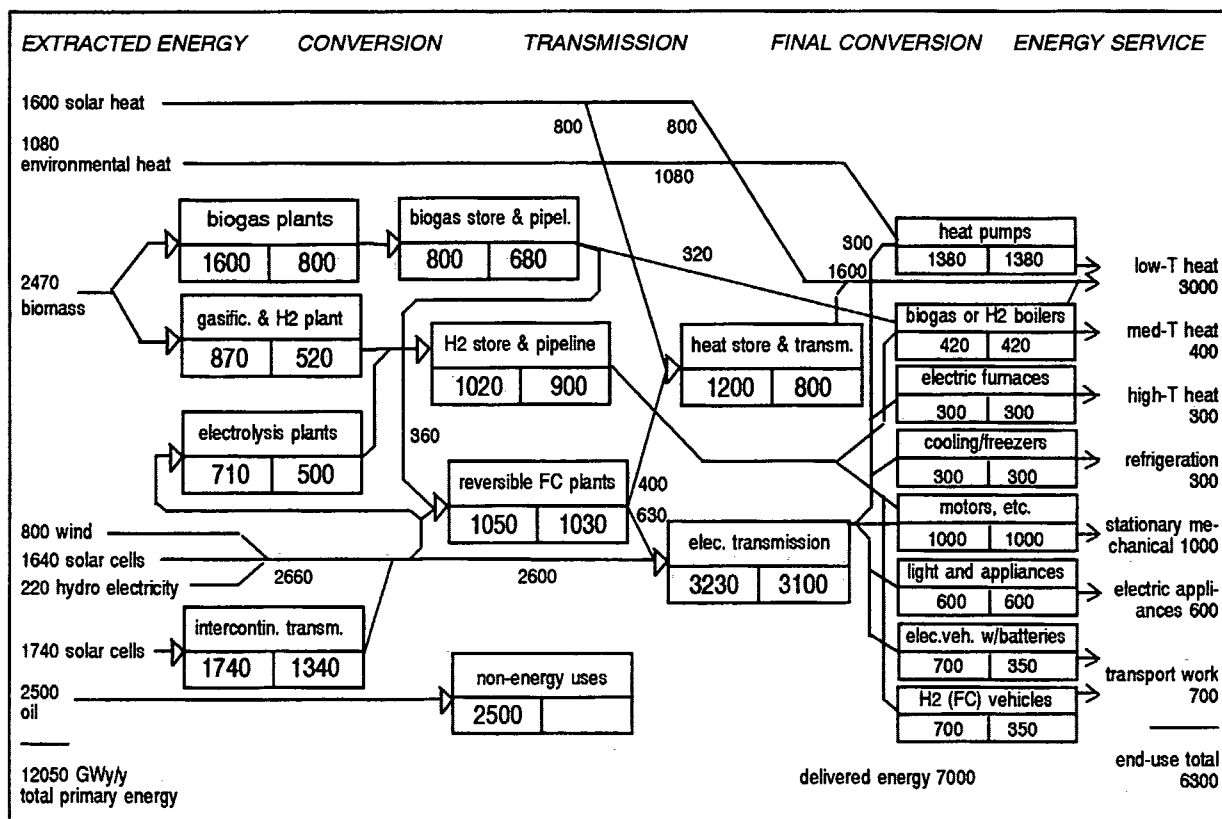 EXTRACTED ENERGY CONVERSION TRANSMISSION FINAL CONVERSION ENERGY SERVICE
1600 solar heat
800
800
1080
environmental heat
1080
biogas plants
1600 800
biogas store & pipel.
800 680
320
300
1600
heat pumps
1380 1380
low-T heat
3000
2470
biomass
gasific. & H2 plant
870 520
H2 store & pipeline
1020 900
heat store & transm.
1200 800
biogas or H2 boilers
420 420
med-T heat
400
electric furnaces
300 300
high-T heat
300
electrolysis plants
710 500
360
cooling/freezers
300 300
refrigeration
300
reversible FC plants
1050 1030
400
630
motors, etc.
1000 1000
stationary me-
chanical 1000
800 wind
1640 solar cells
220 hydro electricity
2660
2600
elec. transmission
3230 3100
light and appliances
600 600
electric appli-
ances 600
1740 solar cells
intercontin. transm.
1740 1340
elec.veh. w/batteries
700 350
transport work
700
2500
oil
non-energy uses
2500
H2 (FC) vehicles
700 350
12050 GWy/y
total primary energy
delivered energy 7000
end-use total
6300